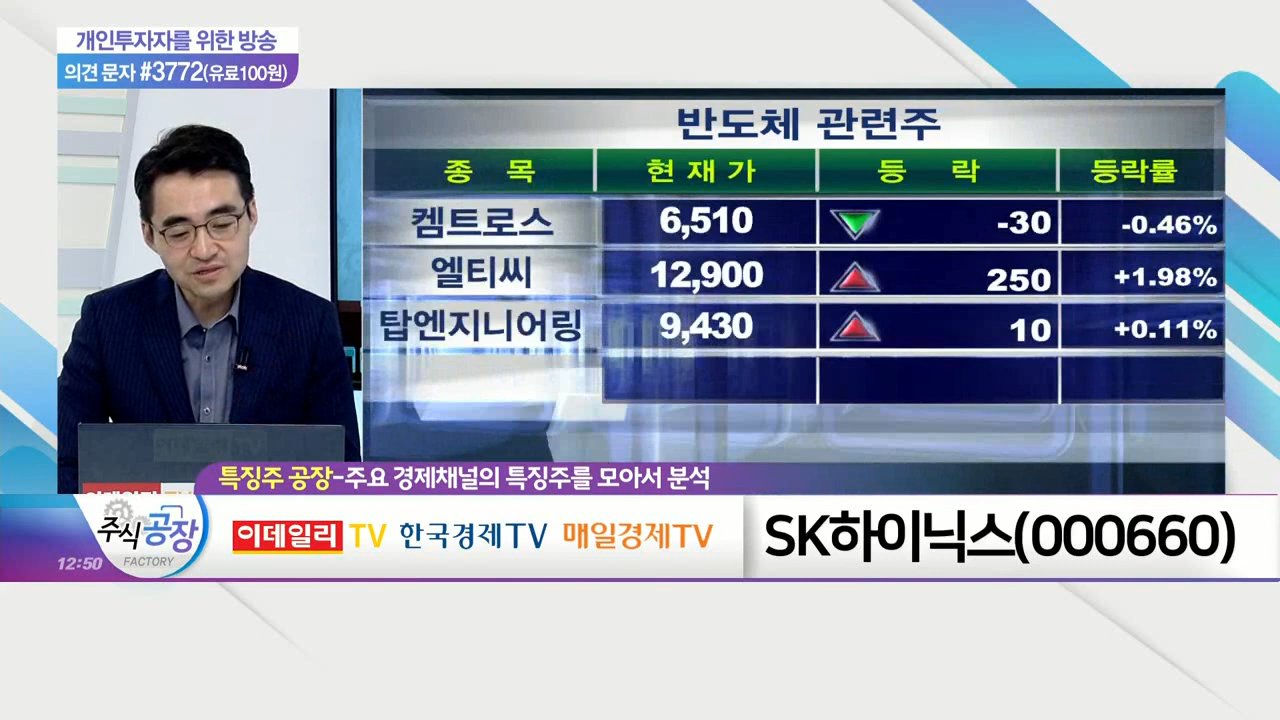 개인투자자를 위한 방송
의견 문자 #3772(유료100원)
반도체 관련주
종 목 현 재 가 등 락 등락률
켐트로스 6,510 -30 -0.46%
엘티씨 12,900 250 +1.98%
탑엔지니어링 9,430 10 +0.11%
특징주 공장-주요 경제채널의 특징주를 모아서 분석
주식공장
FACTORY
12:50
이데일리 TV 한국경제TV 매일경제TV
SK하이닉스(000660)